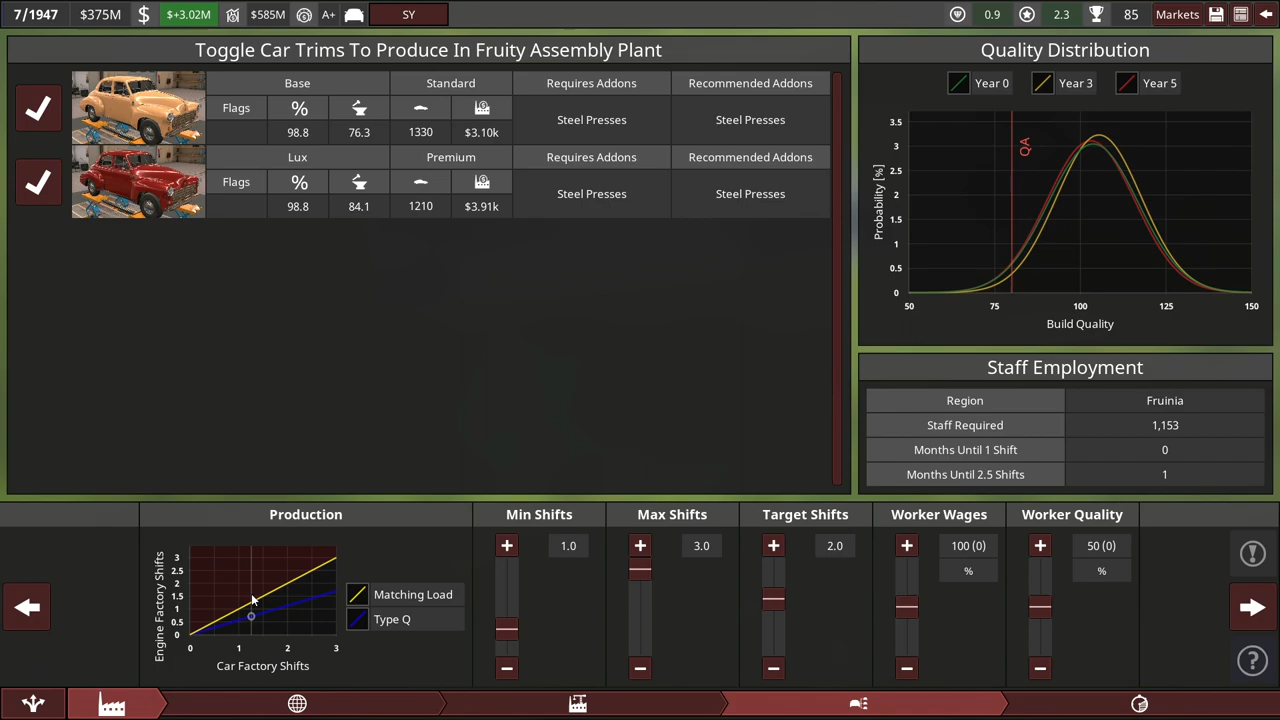 7/1947 $375M $+3.02M $585M A+ SY 0.9 2.3 85 Markets
Toggle Car Trims To Produce In Fruity Assembly Plant
Base Standard Requires Addons Recommended Addons
Flags % Steel Presses Steel Presses
98.8 76.3 1330 $3.10k
Lux Premium Requires Addons Recommended Addons
Flags % Steel Presses Steel Presses
98.8 84.1 1210 $3.91k
Quality Distribution
Year 0 Year 3 Year 5
Probability [%]
3.5
3
2.5
2
1.5
1
0.5
0
QA
50 75 100 125 150
Build Quality
Staff Employment
Region Fruinia
Staff Required 1,153
Months Until 1 Shift 0
Months Until 2.5 Shifts 1
Production
Engine Factory Shifts
3
2.5
2
1.5
1
0.5
0
0 1 2 3
Car Factory Shifts
Matching Load
Type Q
Min Shifts
+ 1.0
−
Max Shifts
+ 3.0
−
Target Shifts
+ 2.0
−
Worker Wages
+ 100 (0)
%
−
Worker Quality
+ 50 (0)
%
−
?